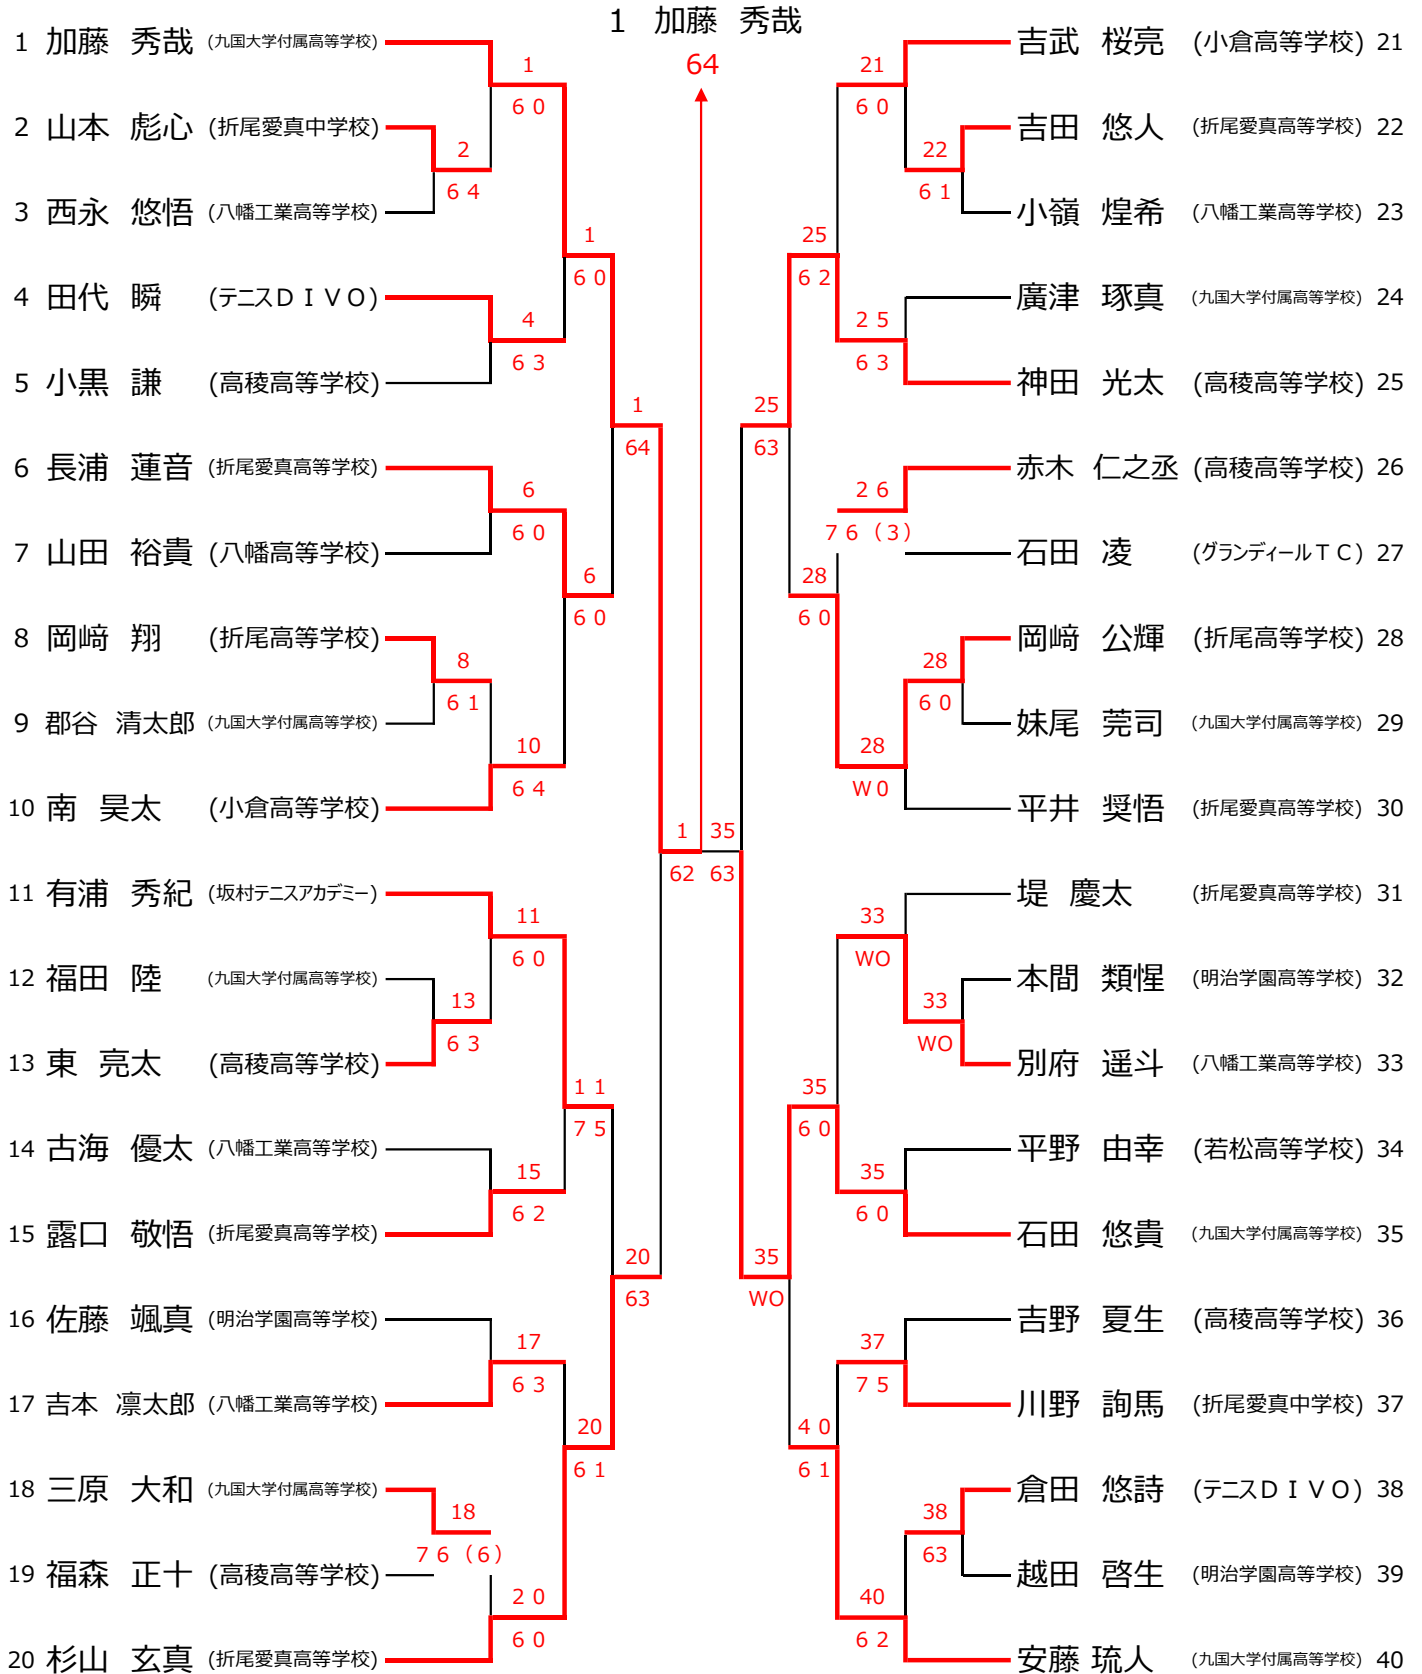 1 加藤 秀哉
64
1 加藤 秀哉 (九国大学付属高等学校)
2 山本 彪心 (折尾愛真中学校)
3 西永 悠悟 (八幡工業高等学校)
4 田代 瞬 (テニスＤＩＶＯ)
5 小黒 謙 (高稜高等学校)
6 長浦 蓮音 (折尾愛真高等学校)
7 山田 裕貴 (八幡高等学校)
8 岡﨑 翔 (折尾高等学校)
9 郡谷 清太郎 (九国大学付属高等学校)
10 南 昊太 (小倉高等学校)
11 有浦 秀紀 (坂村テニスアカデミー)
12 福田 陸 (九国大学付属高等学校)
13 東 亮太 (高稜高等学校)
14 古海 優太 (八幡工業高等学校)
15 露口 敬悟 (折尾愛真高等学校)
16 佐藤 颯真 (明治学園高等学校)
17 吉本 凛太郎 (八幡工業高等学校)
18 三原 大和 (九国大学付属高等学校)
19 福森 正十 (高稜高等学校)
20 杉山 玄真 (折尾愛真高等学校)
2
6 4
8
6 1
13
6 3
18
7 6 (6)
1
6 0
4
6 3
6
6 0
10
6 4
11
6 0
15
6 2
17
6 3
2 0
6 0
1
6 0
6
6 0
1 1
7 5
20
6 1
1
64
20
63
1
62
35
63
25
63
35
WO
25
6 2
28
6 0
35
6 0
4 0
6 1
21
6 0
2 5
6 3
2 6
7 6 (3)
28
W 0
33
WO
35
6 0
37
7 5
40
6 2
22
6 1
28
6 0
33
WO
38
63
吉武 桜亮 (小倉高等学校) 21
吉田 悠人 (折尾愛真高等学校) 22
小嶺 煌希 (八幡工業高等学校) 23
廣津 琢真 (九国大学付属高等学校) 24
神田 光太 (高稜高等学校) 25
赤木 仁之丞 (高稜高等学校) 26
石田 凌 (グランディールＴＣ) 27
岡﨑 公輝 (折尾高等学校) 28
妹尾 莞司 (九国大学付属高等学校) 29
平井 奨悟 (折尾愛真高等学校) 30
堤 慶太 (折尾愛真高等学校) 31
本間 類惺 (明治学園高等学校) 32
別府 遥斗 (八幡工業高等学校) 33
平野 由幸 (若松高等学校) 34
石田 悠貴 (九国大学付属高等学校) 35
吉野 夏生 (高稜高等学校) 36
川野 詢馬 (折尾愛真中学校) 37
倉田 悠詩 (テニスＤＩＶＯ) 38
越田 啓生 (明治学園高等学校) 39
安藤 琉人 (九国大学付属高等学校) 40